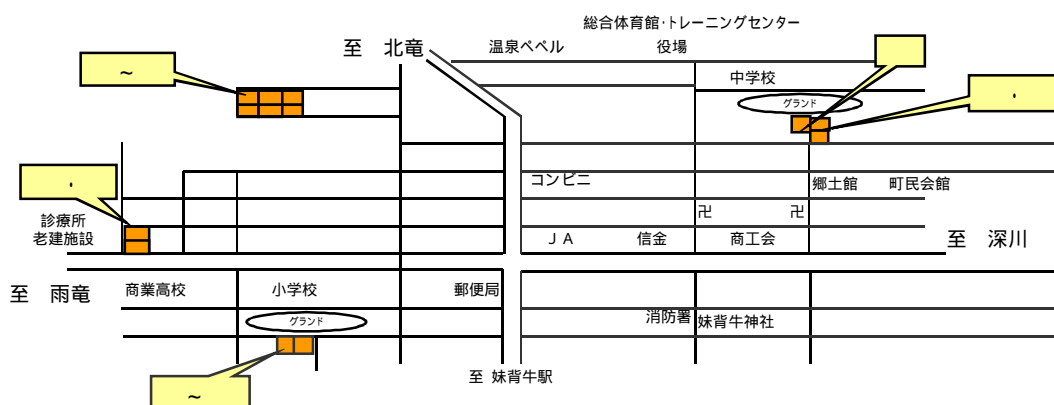 総合体育館・トレーニングセンター
至　北竜
温泉ペペル
役場
～
中学校
グランド
・
・
コンビニ
郷土館
町民会館
診療所
老建施設
卍
卍
ＪＡ
信金
商工会
至　深川
至　雨竜
商業高校
小学校
郵便局
グランド
消防署
妹背牛神社
至 妹背牛駅
～